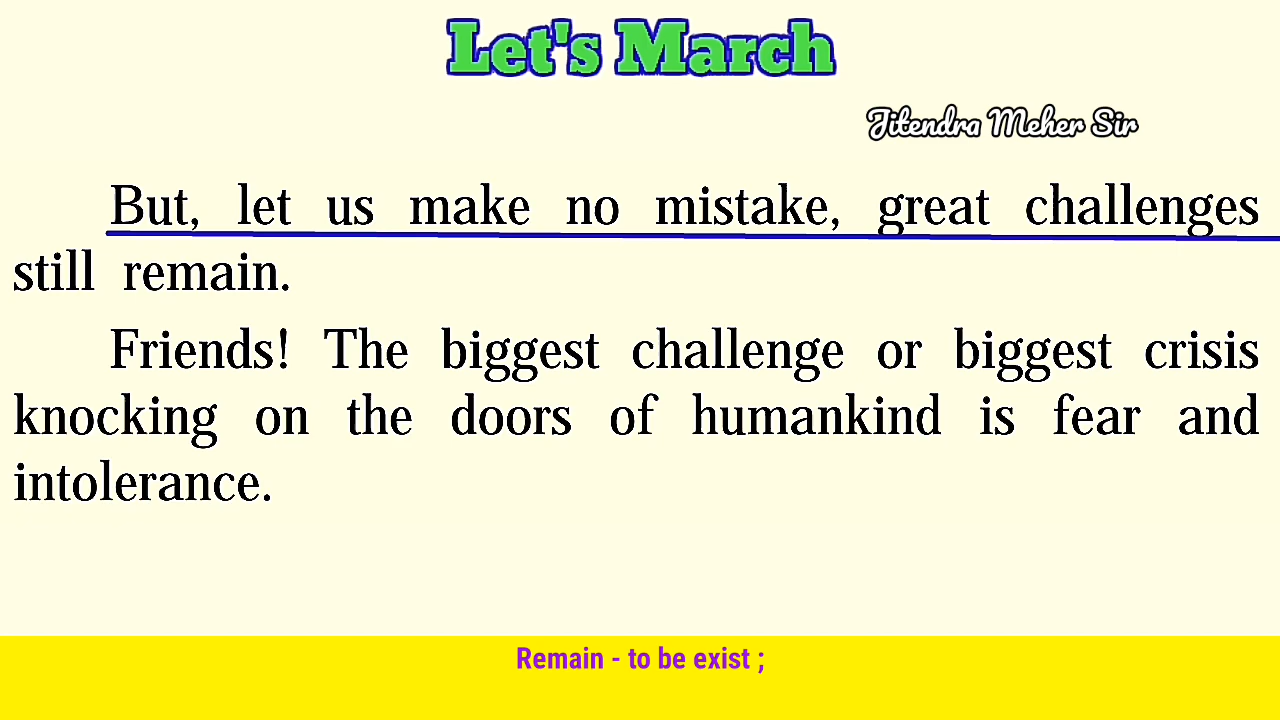 Let's March
Jitendra Meher Sir
But, let us make no mistake, great challenges
still remain.
Friends! The biggest challenge or biggest crisis
knocking on the doors of humankind is fear and
intolerance.
Remain - to be exist ;